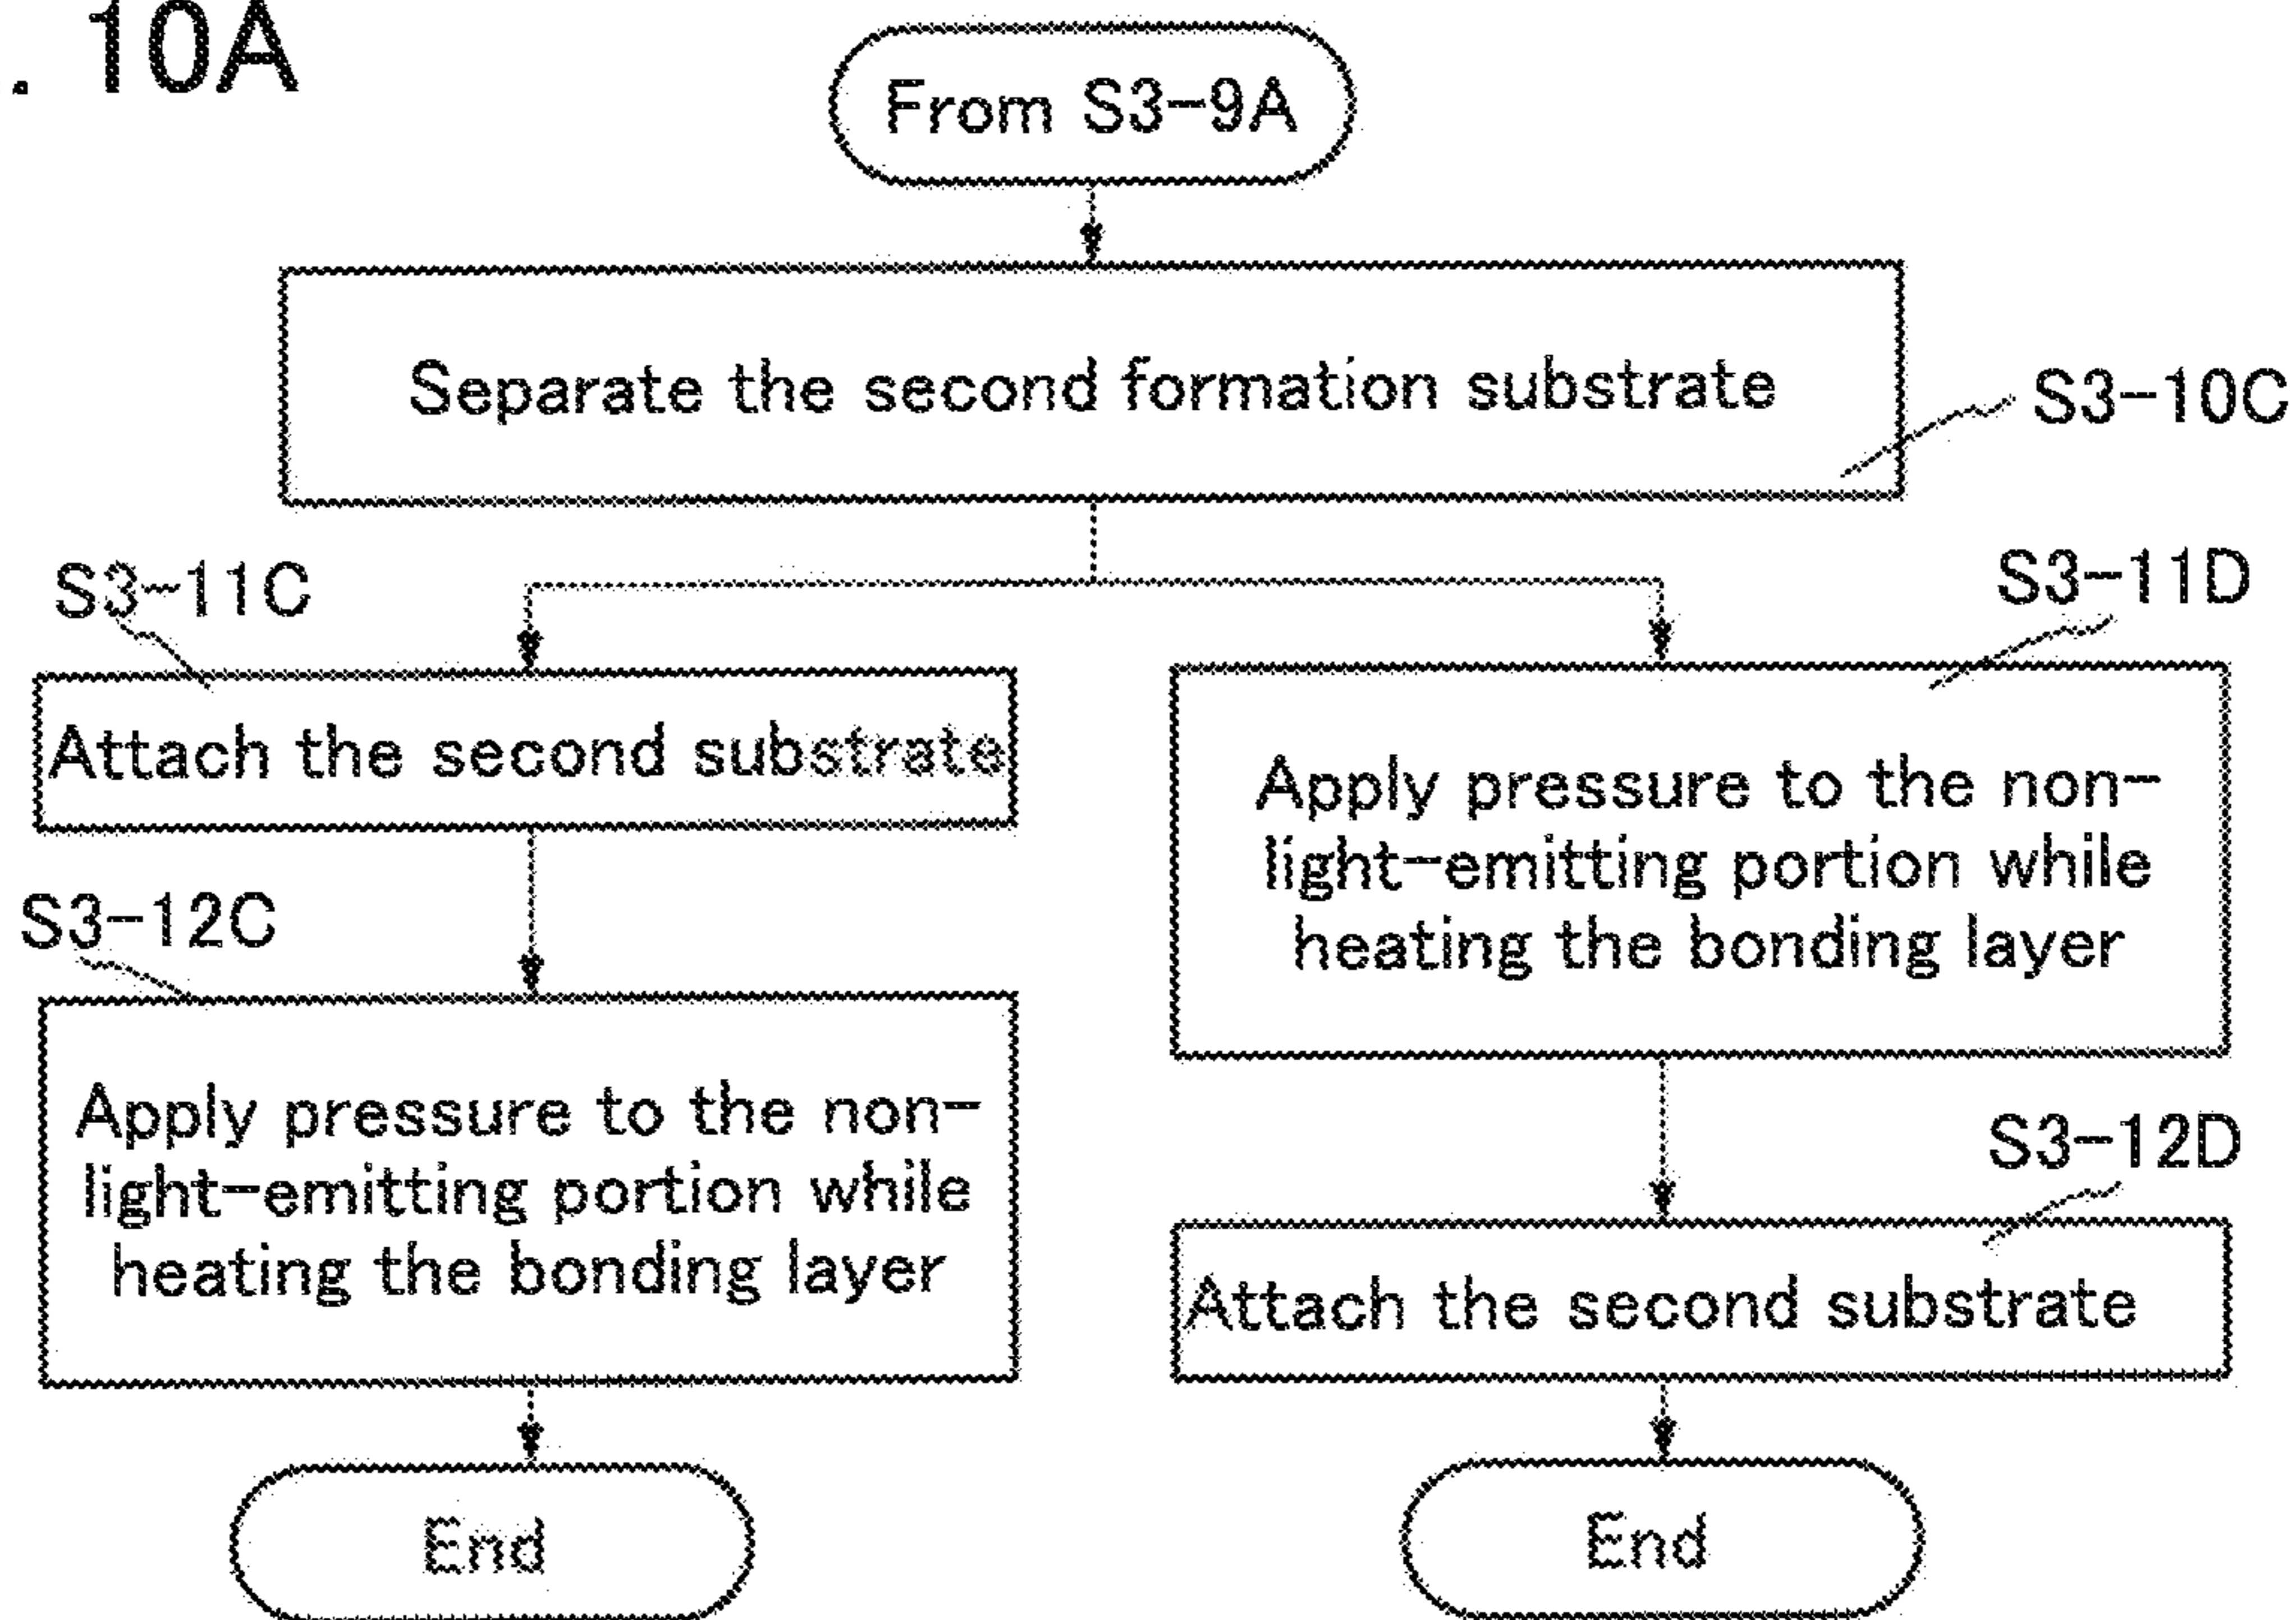 . 10A
From S3-9A
Separate the second formation substrate
S3-10C
S3-11C
S3-11D
Attach the second substrate
Apply pressure to the non-
light-emitting portion while
heating the bonding layer
S3-12C
Apply pressure to the non-
light-emitting portion while
heating the bonding layer
S3-12D
Attach the second substrate
End
End